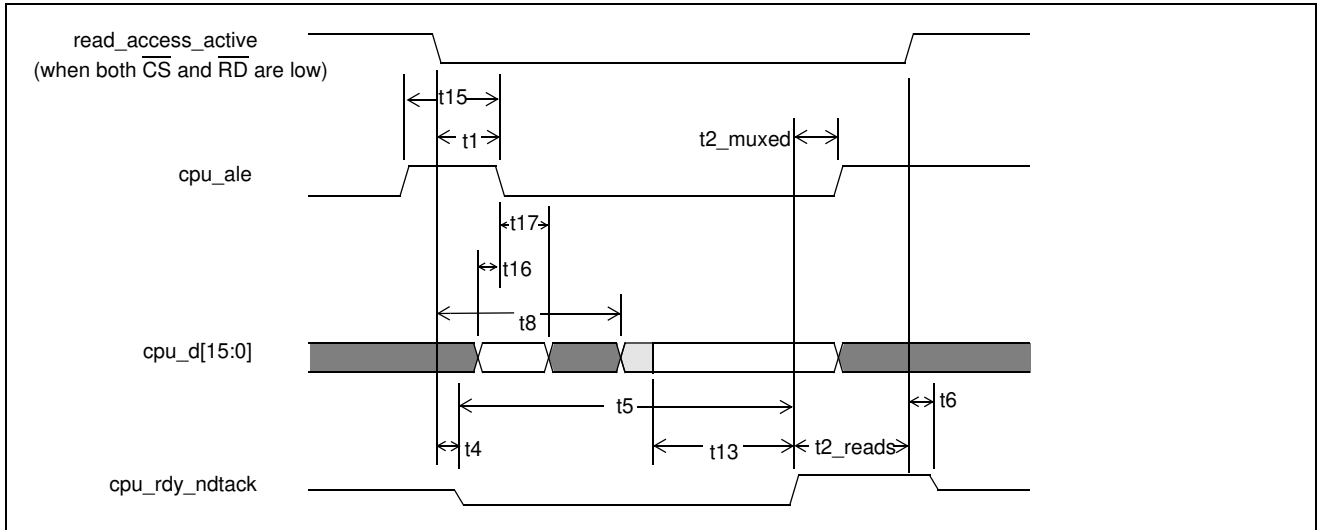 read_access_active
(when both CS and RD are low)
t15
t1
t2_muxed
cpu_ale
t17
t16
t8
cpu_d[15:0]
t5
t6
t4
t13
t2_reads
cpu_rdy_ndtack